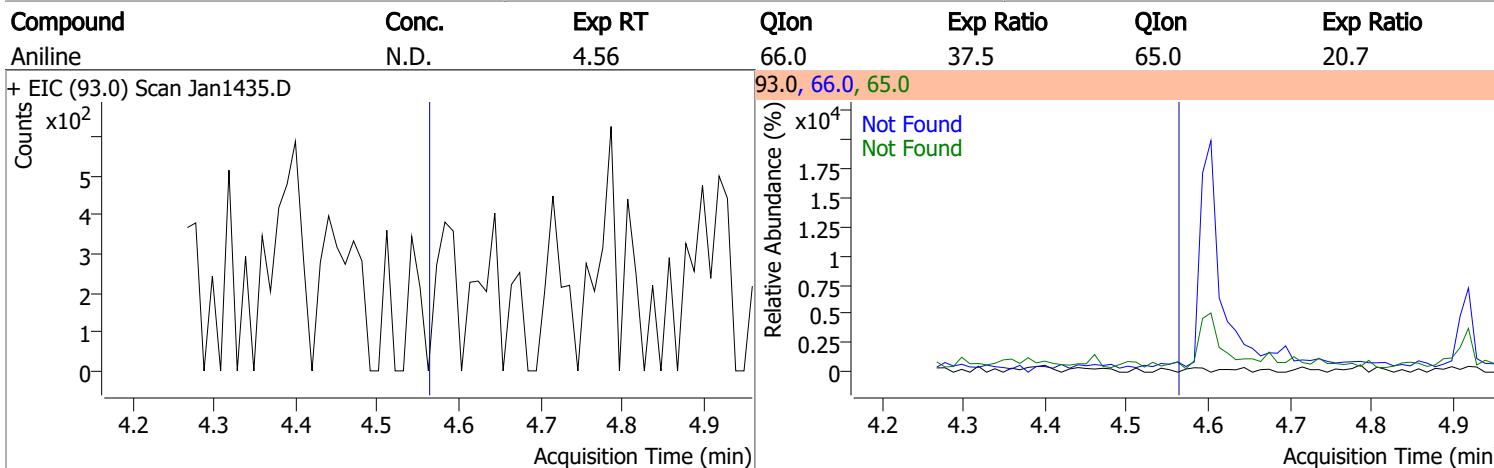 Compound Conc. Exp RT QIon Exp Ratio QIon Exp Ratio
Aniline N.D. 4.56 66.0 37.5 65.0 20.7
+ EIC (93.0) Scan Jan1435.D
Counts
x10²
5
4
3
2
1
0
4.2 4.3 4.4 4.5 4.6 4.7 4.8 4.9
Acquisition Time (min)
93.0, 66.0, 65.0
Relative Abundance (%)
x10⁴
Not Found
Not Found
1.75
1.5
1.25
1
0.75
0.5
0.25
0
4.2 4.3 4.4 4.5 4.6 4.7 4.8 4.9
Acquisition Time (min)